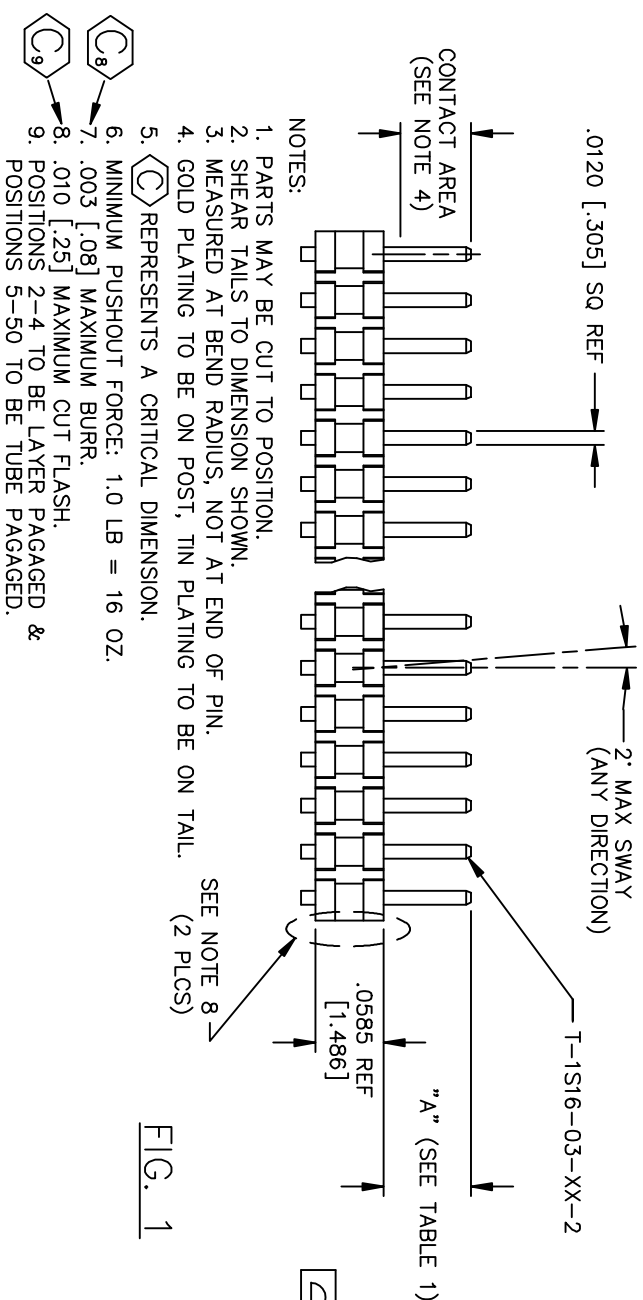 .0120 [.305] SQ REF
2° MAX SWAY
(ANY DIRECTION)
T-1S16-03-XX-2
CONTACT AREA
(SEE NOTE 4)
"A" (SEE TABLE 1)
.0585 REF
[1.486]
SEE NOTE 8
(2 PLCS)
NOTES:
1. PARTS MAY BE CUT TO POSITION.
2. SHEAR TAILS TO DIMENSION SHOWN.
3. MEASURED AT BEND RADIUS, NOT AT END OF PIN.
4. GOLD PLATING TO BE ON POST, TIN PLATING TO BE ON TAIL.
5. C REPRESENTS A CRITICAL DIMENSION.
6. MINIMUM PUSHOUT FORCE: 1.0 LB = 16 OZ.
C8 7. .003 [.08] MAXIMUM BURR.
C9 8. .010 [.25] MAXIMUM CUT FLASH.
9. POSITIONS 2-4 TO BE LAYER PAGAGED &
POSITIONS 5-50 TO BE TUBE PAGAGED.
FIG. 1